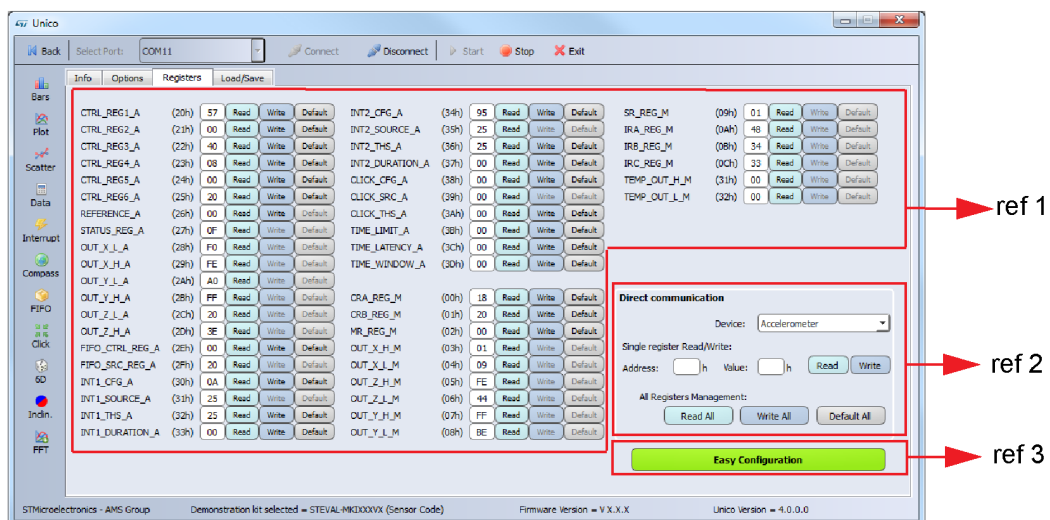 Unico
Back Select Port: COM11 Connect Disconnect Start Stop Exit
Info Options Registers Load/Save
Bars
Plot
Scatter
Data
Interrupt
Compass
FIFO
Click
6D
Inclin.
FFT
CTRL_REG1_A (20h) 57 Read Write Default
CTRL_REG2_A (21h) 00 Read Write Default
CTRL_REG3_A (22h) 40 Read Write Default
CTRL_REG4_A (23h) 08 Read Write Default
CTRL_REG5_A (24h) 00 Read Write Default
CTRL_REG6_A (25h) 20 Read Write Default
REFERENCE_A (26h) 00 Read Write Default
STATUS_REG_A (27h) 0F Read Write Default
OUT_X_L_A (28h) F0 Read Write Default
OUT_X_H_A (29h) FE Read Write Default
OUT_Y_L_A (2Ah) A0 Read Write Default
OUT_Y_H_A (2Bh) FF Read Write Default
OUT_Z_L_A (2Ch) 20 Read Write Default
OUT_Z_H_A (2Dh) 3E Read Write Default
FIFO_CTRL_REG_A (2Eh) 00 Read Write Default
FIFO_SRC_REG_A (2Fh) 20 Read Write Default
INT1_CFG_A (30h) 0A Read Write Default
INT1_SOURCE_A (31h) 25 Read Write Default
INT1_THS_A (32h) 25 Read Write Default
INT1_DURATION_A (33h) 00 Read Write Default
INT2_CFG_A (34h) 95 Read Write Default
INT2_SOURCE_A (35h) 25 Read Write Default
INT2_THS_A (36h) 25 Read Write Default
INT2_DURATION_A (37h) 00 Read Write Default
CLICK_CFG_A (38h) 00 Read Write Default
CLICK_SRC_A (39h) 00 Read Write Default
CLICK_THS_A (3Ah) 00 Read Write Default
TIME_LIMIT_A (3Bh) 00 Read Write Default
TIME_LATENCY_A (3Ch) 00 Read Write Default
TIME_WINDOW_A (3Dh) 00 Read Write Default
CRA_REG_M (00h) 18 Read Write Default
CRB_REG_M (01h) 20 Read Write Default
MR_REG_M (02h) 00 Read Write Default
OUT_X_H_M (03h) 01 Read Write Default
OUT_X_L_M (04h) 09 Read Write Default
OUT_Z_H_M (05h) FE Read Write Default
OUT_Z_L_M (06h) 44 Read Write Default
OUT_Y_H_M (07h) FF Read Write Default
OUT_Y_L_M (08h) BE Read Write Default
SR_REG_M (09h) 01 Read Write Default
IRA_REG_M (0Ah) 48 Read Write Default
IRB_REG_M (0Bh) 34 Read Write Default
IRC_REG_M (0Ch) 33 Read Write Default
TEMP_OUT_H_M (31h) 00 Read Write Default
TEMP_OUT_L_M (32h) 00 Read Write Default
ref 1
Direct communication
Device: Accelerometer
Single register Read/Write:
Address: h Value: h Read Write
All Registers Management:
Read All Write All Default All
ref 2
Easy Configuration
ref 3
STMicroelectronics - AMS Group Demonstration kit selected = STEVAL-MKIXXXVX (Sensor Code) Firmware Version = V X.X.X Unico Version = 4.0.0.0